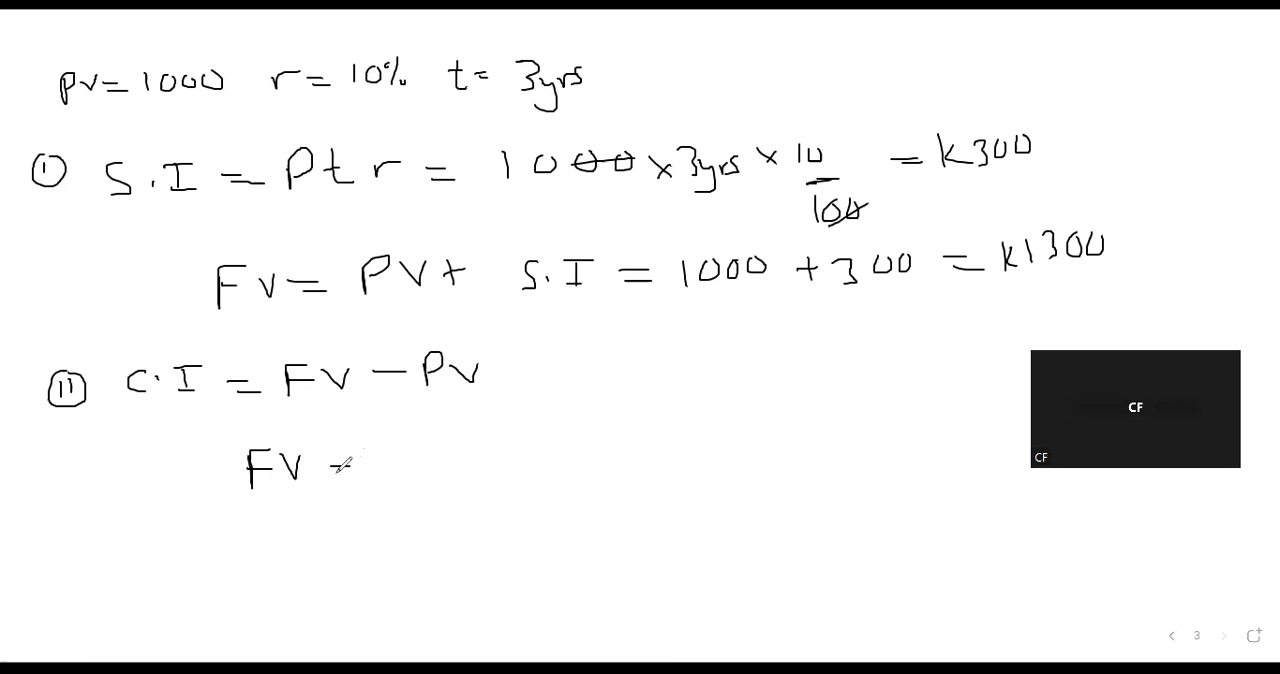 PV = 1000 r = 10% t = 3yrs
① S.I = Ptr = 1000 × 3yrs × 10/100 = K300
FV = PV + S.I = 1000 + 300 = K1300
⑪ C.I = FV - PV
FV
CF
CF
< 3 >